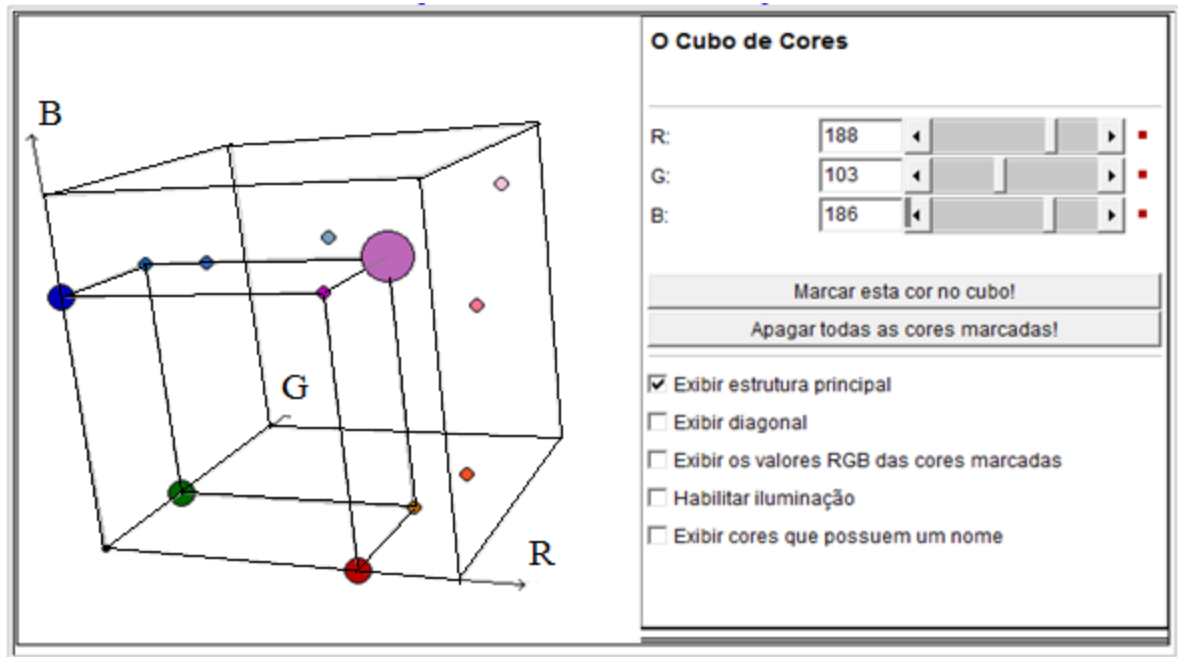 B
G
R
O Cubo de Cores
R: 188
G: 103
B: 186
Marcar esta cor no cubo!
Apagar todas as cores marcadas!
Exibir estrutura principal
Exibir diagonal
Exibir os valores RGB das cores marcadas
Habilitar iluminação
Exibir cores que possuem um nome